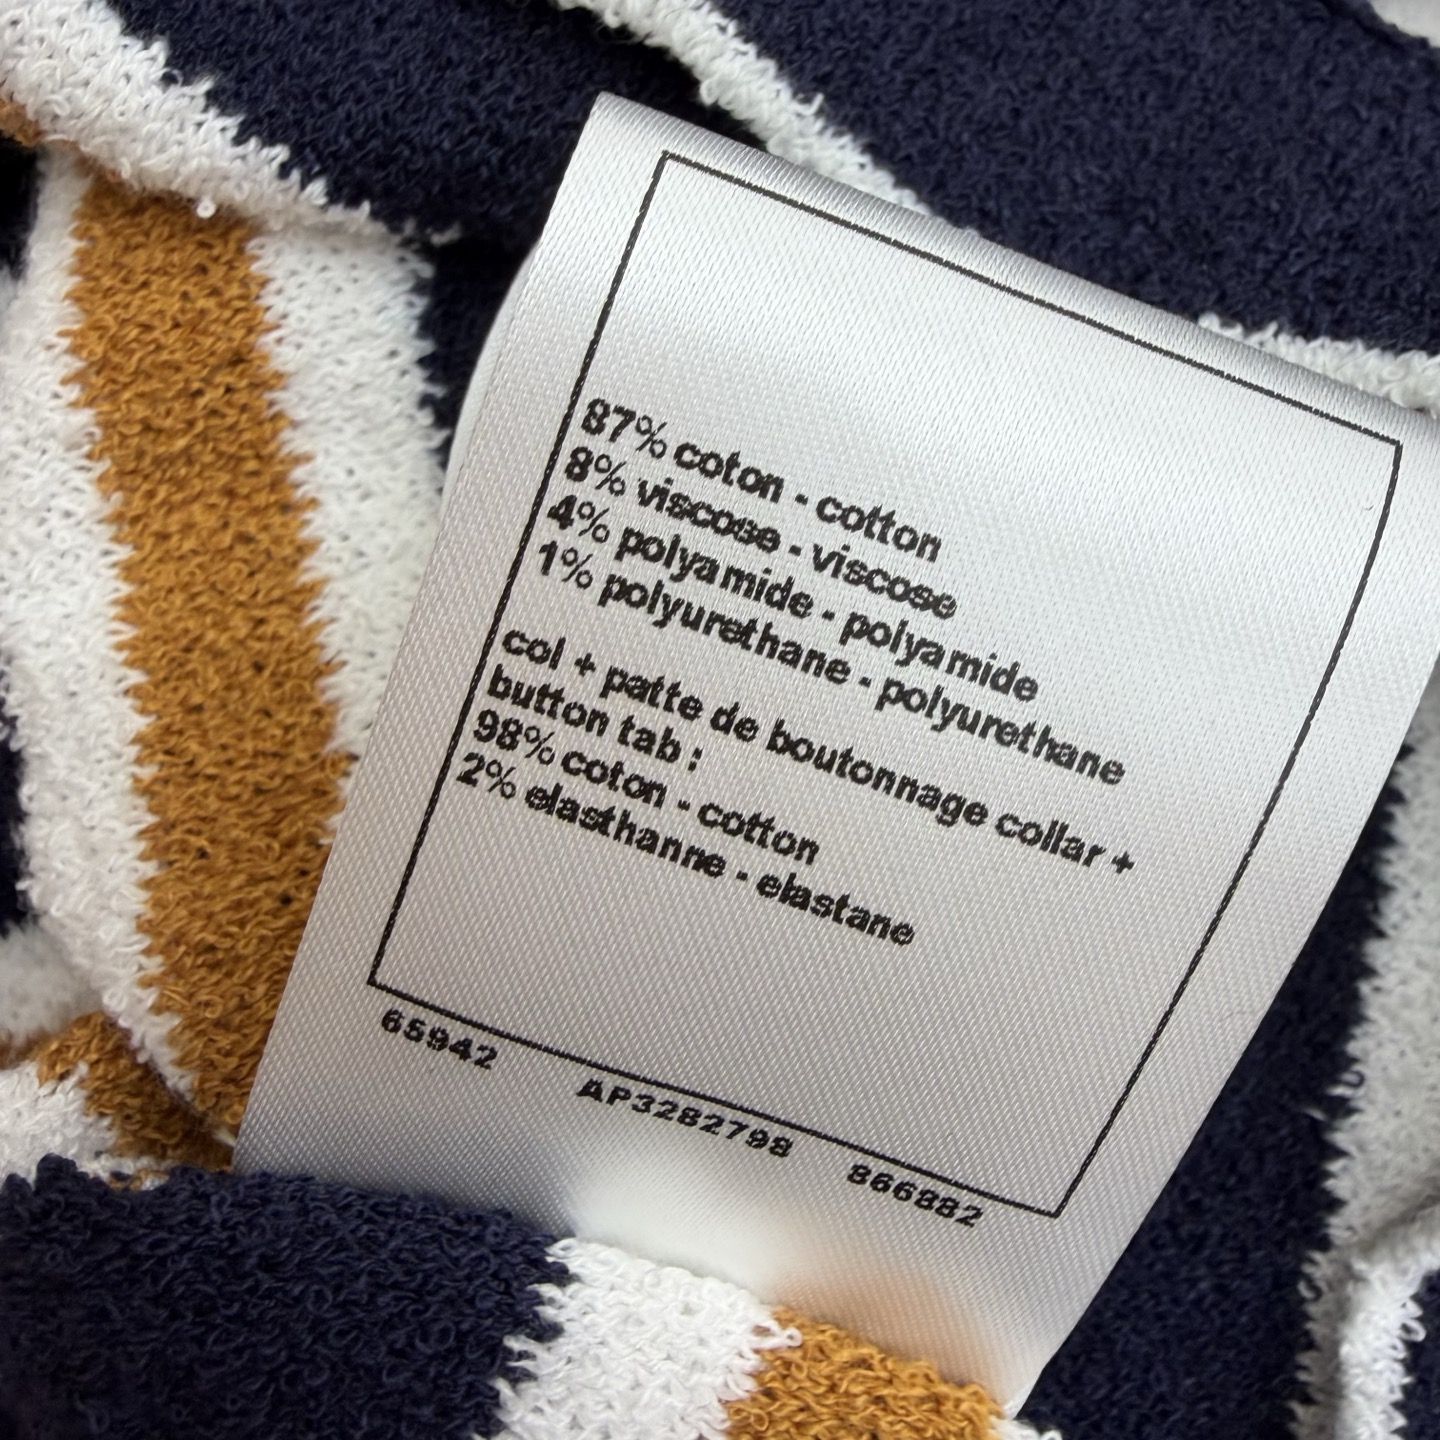 87% coton - cotton
8% viscose - viscose
4% polyamide - polyamide
1% polyurethane - polyurethane
col + patte de boutonnage collar +
button tab :
98% coton - cotton
2% elasthanne - elastane
65942 AP3282798 866882